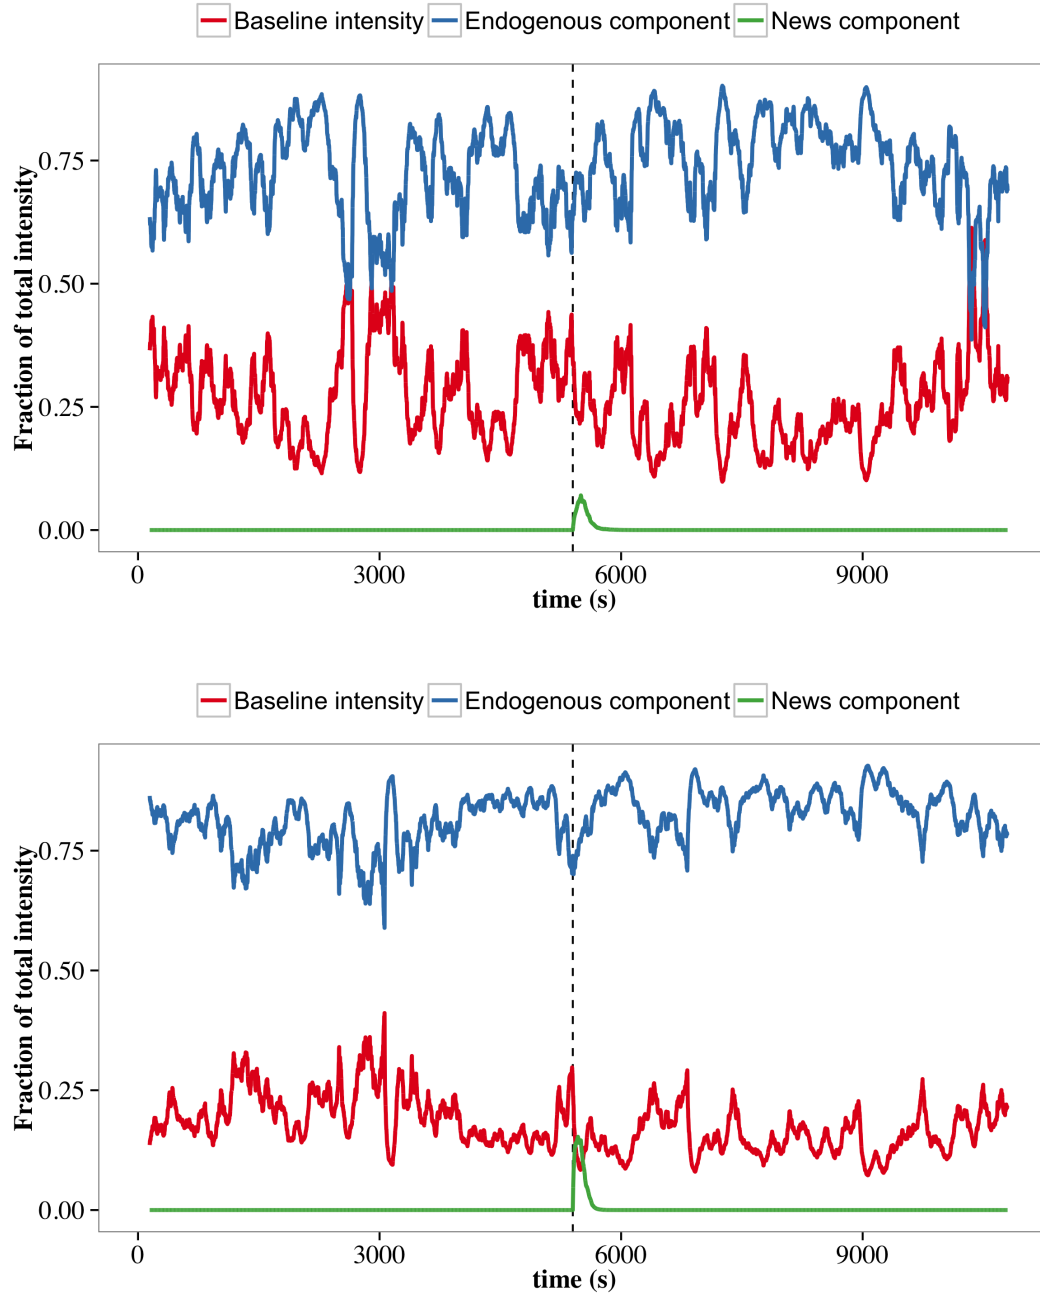 Baseline intensity Endogenous component News component
Fraction of total intensity
0.75
0.50
0.25
0.00
0 3000 6000 9000
time (s)
Baseline intensity Endogenous component News component
Fraction of total intensity
0.75
0.50
0.25
0.00
0 3000 6000 9000
time (s)